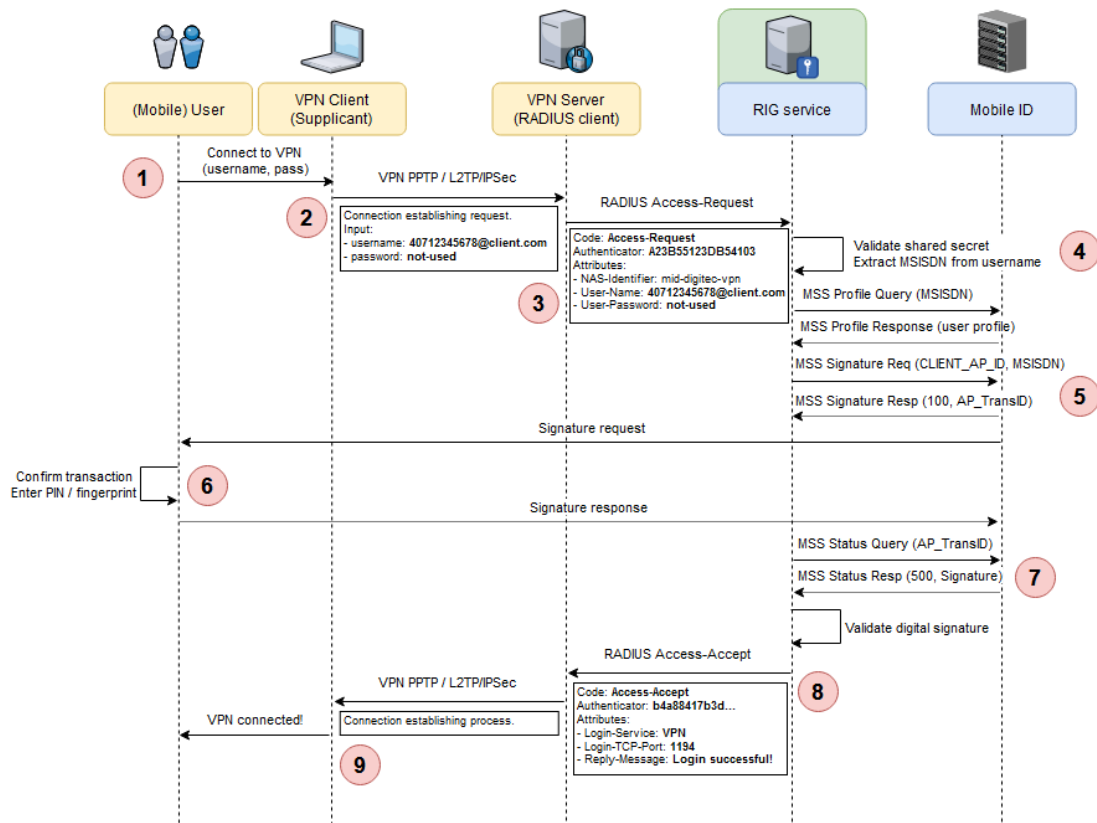 (Mobile) User
VPN Client
(Supplicant)
VPN Server
(RADIUS client)
RIG service
Mobile ID
1
Connect to VPN
(username, pass)
2
VPN PPTP / L2TP/IPSec
Connection establishing request.
Input:
- username: 40712345678@client.com
- password: not-used
3
RADIUS Access-Request
Code: Access-Request
Authenticator: A23B55123DB54103
Attributes:
- NAS-Identifier: mid-digitec-vpn
- User-Name: 40712345678@client.com
- User-Password: not-used
Validate shared secret
Extract MSISDN from username
4
MSS Profile Query (MSISDN)
MSS Profile Response (user profile)
MSS Signature Req (CLIENT_AP_ID, MSISDN)
5
MSS Signature Resp (100, AP_TransID)
Signature request
Confirm transaction
Enter PIN / fingerprint
6
Signature response
MSS Status Query (AP_TransID)
7
MSS Status Resp (500, Signature)
Validate digital signature
RADIUS Access-Accept
8
Code: Access-Accept
Authenticator: b4a88417b3d...
Attributes:
- Login-Service: VPN
- Login-TCP-Port: 1194
- Reply-Message: Login successful!
VPN PPTP / L2TP/IPSec
Connection establishing process.
VPN connected!
9